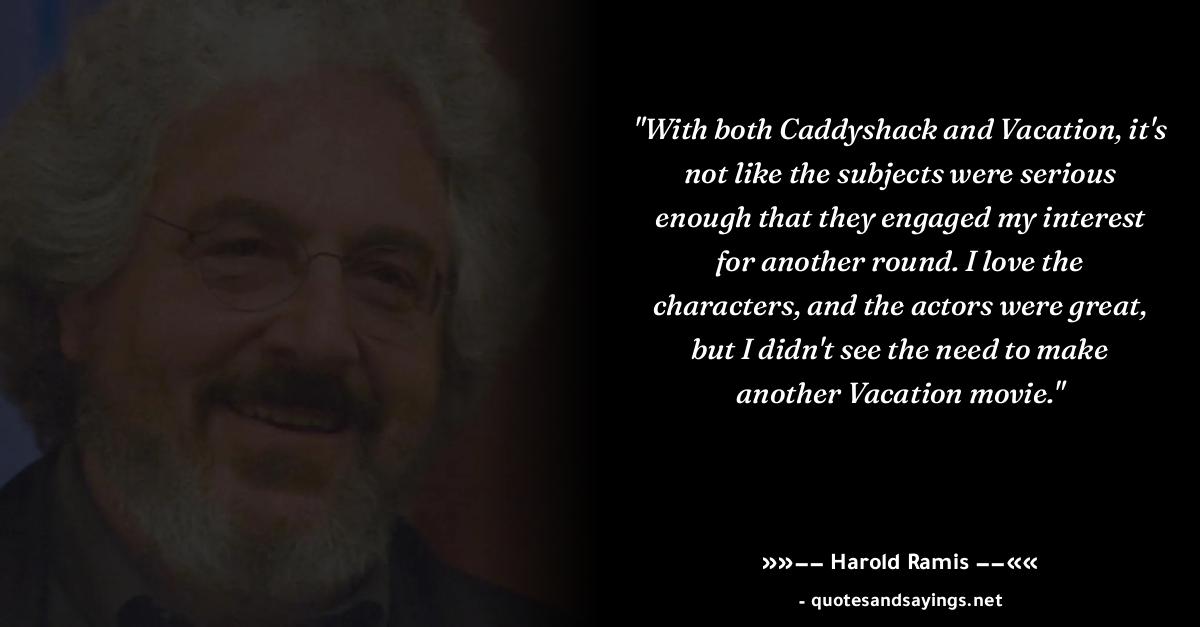 "With both Caddyshack and Vacation, it's
not like the subjects were serious
enough that they engaged my interest
for another round. I love the
characters, and the actors were great,
but I didn't see the need to make
another Vacation movie."
»»−− Harold Ramis −−««
- quotesandsayings.net